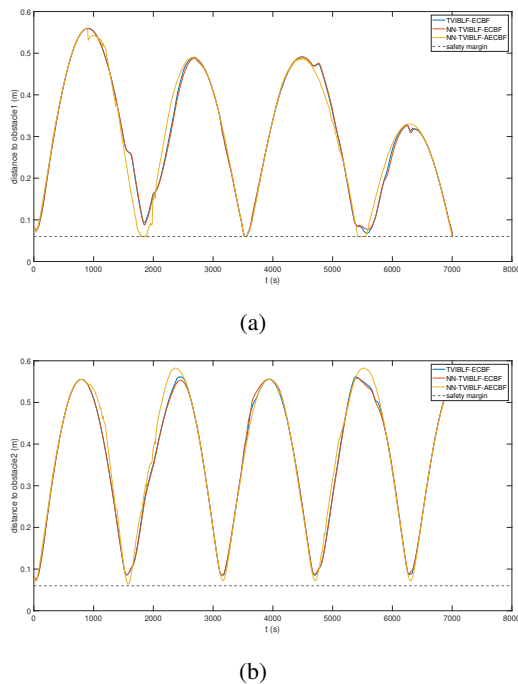 TVIBLF-ECBF
NN-TVIBLF-ECBF
NN-TVIBLF-AECBF
safety margin
0.6
0.5
0.4
0.3
0.2
0.1
0
distance to obstacle1 (m)
0 1000 2000 3000 4000 5000 6000 7000 8000
t (s)
(a)
TVIBLF-ECBF
NN-TVIBLF-ECBF
NN-TVIBLF-AECBF
safety margin
0.6
0.5
0.4
0.3
0.2
0.1
0
distance to obstacle2 (m)
0 1000 2000 3000 4000 5000 6000 7000 8000
t (s)
(b)